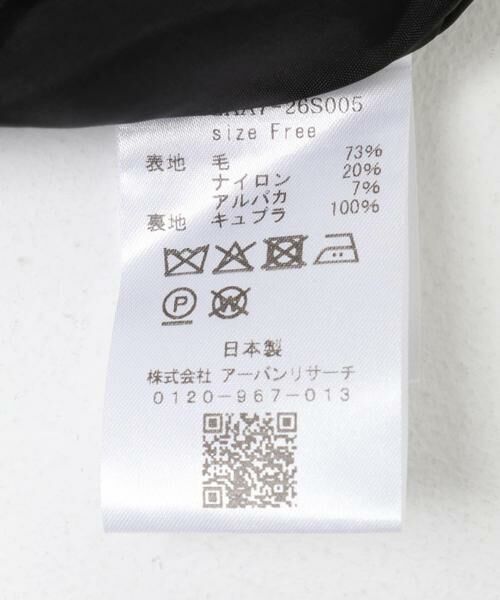 26S005
size Free
表地 毛 73%
ナイロン 20%
アルパカ 7%
裏地 キュプラ 100%
P W
日本製
株式会社 アーバンリサーチ
0120-967-013